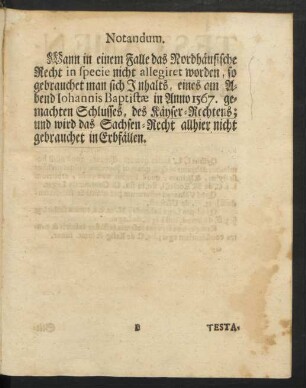 Notandum.
Wann in einem Falle das Nordhäusische
Recht in specie nicht allegiret worden, so
gebrauchet man sich Jnhalts, eines am A-
bend Iohannis Baptistæ in Anno 1567. ge-
machten Schlusses, des Käyser-Rechtens;
und wird das Sachsen-Recht allhier nicht
gebrauchet in Erbfällen.
D TESTA-